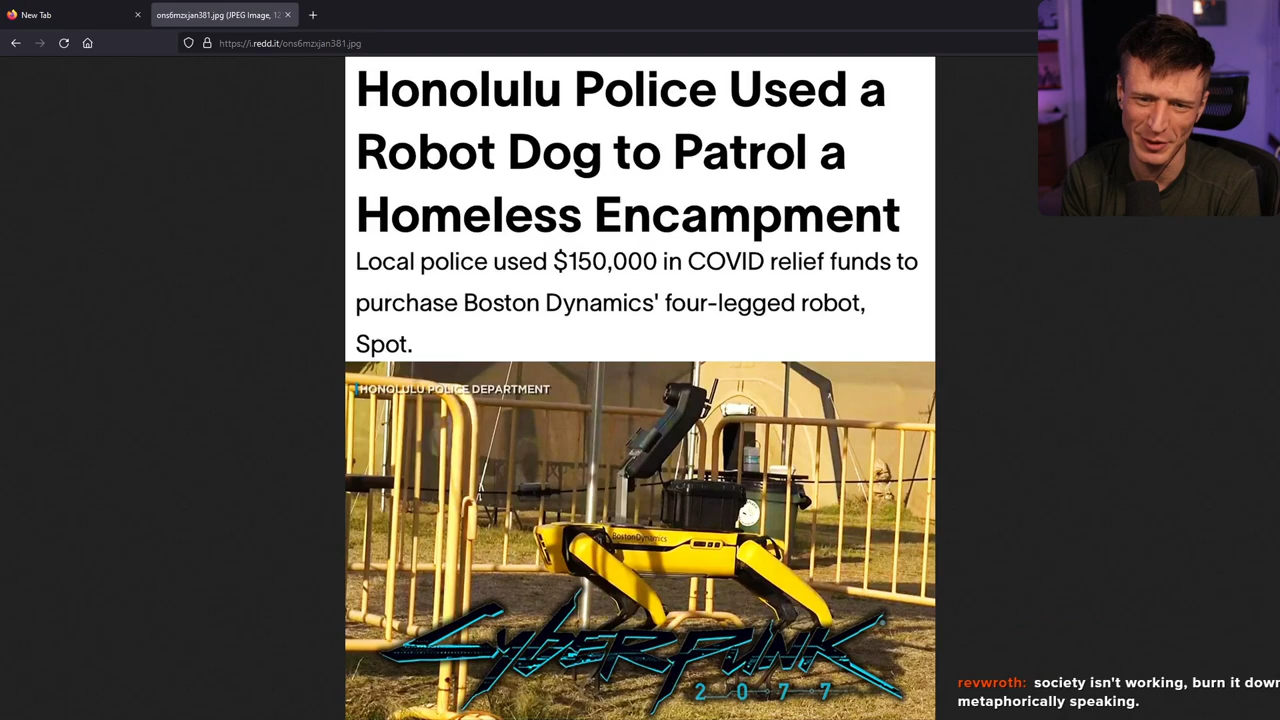 New Tab
ons6mzxjan381.jpg (JPEG Image, 12
https://i.redd.it/ons6mzxjan381.jpg
Honolulu Police Used a
Robot Dog to Patrol a
Homeless Encampment
Local police used $150,000 in COVID relief funds to
purchase Boston Dynamics' four-legged robot,
Spot.
HONOLULU POLICE DEPARTMENT
BostonDynamics
CYBERPUNK
2077
revwroth: society isn't working, burn it down
metaphorically speaking.